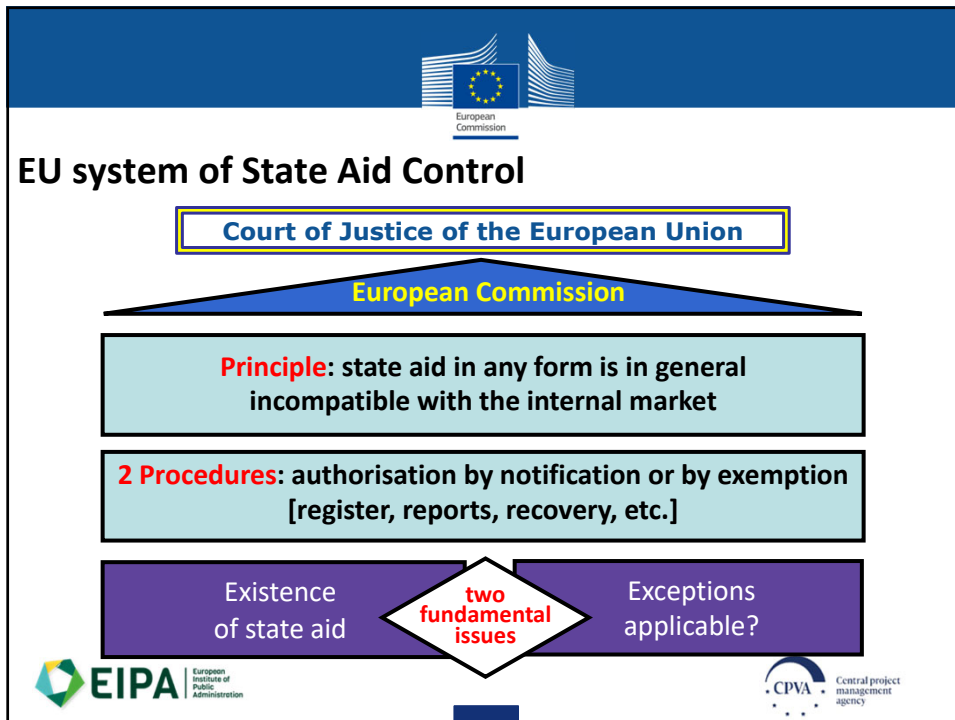 European
Commission
EU system of State Aid Control
Court of Justice of the European Union
European Commission
Principle: state aid in any form is in general
incompatible with the internal market
2 Procedures: authorisation by notification or by exemption
[register, reports, recovery, etc.]
Existence
of state aid
two
fundamental
issues
Exceptions
applicable?
EIPA
European
Institute of
Public
Administration
CPVA
Central project
management
agency